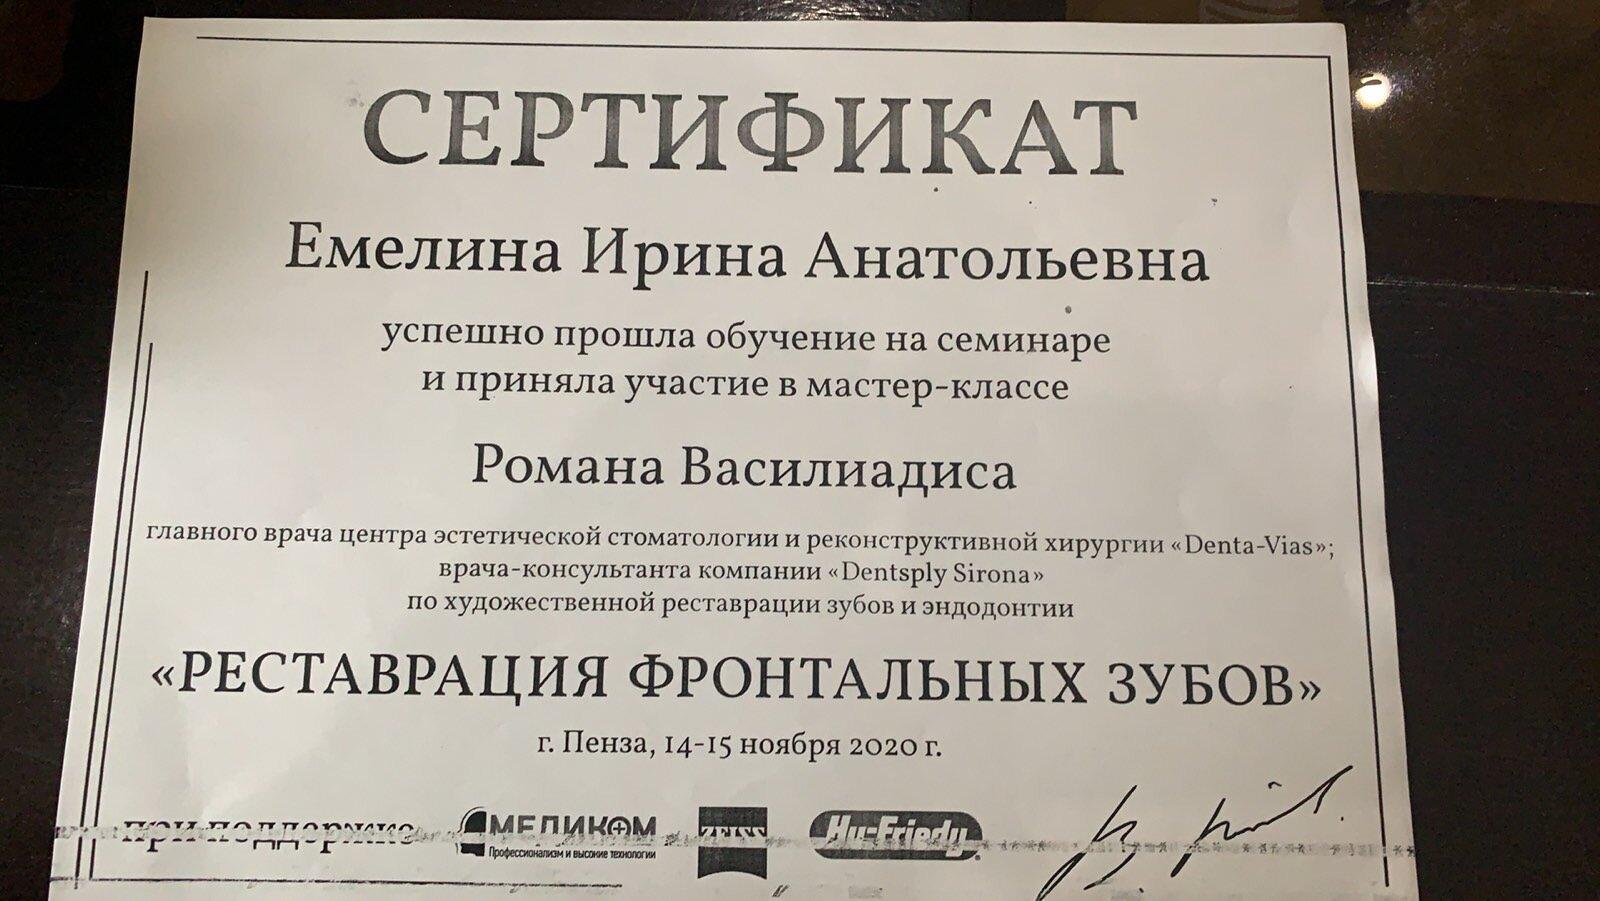 СЕРТИФИКАТ
Емелина Ирина Анатольевна
успешно прошла обучение на семинаре
и приняла участие в мастер-классе
Романа Василиадиса
главного врача центра эстетической стоматологии и реконструктивной хирургии «Denta-Vias»;
врача-консультанта компании «Dentsply Sirona»
по художественной реставрации зубов и эндодонтии
«РЕСТАВРАЦИЯ ФРОНТАЛЬНЫХ ЗУБОВ»
г. Пенза, 14-15 ноября 2020 г.
при поддержке
МЕДИКОМ
Профессионализм и высокие технологии
ZEISS
Hu-Friedy